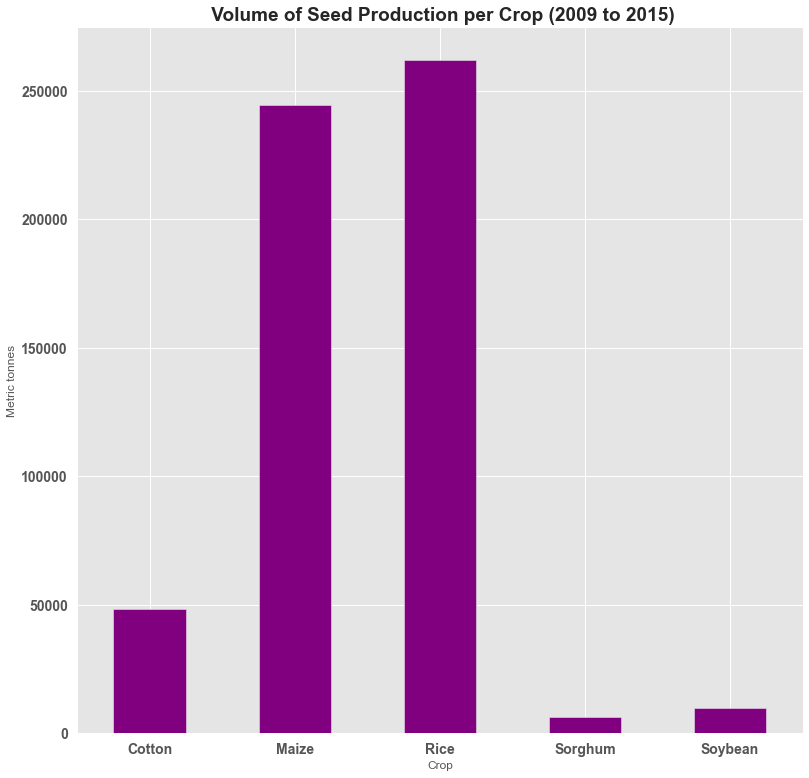 Volume of Seed Production per Crop (2009 to 2015)
250000
200000
150000
100000
50000
0
Metric tonnes
Cotton Maize Rice Sorghum Soybean
Crop